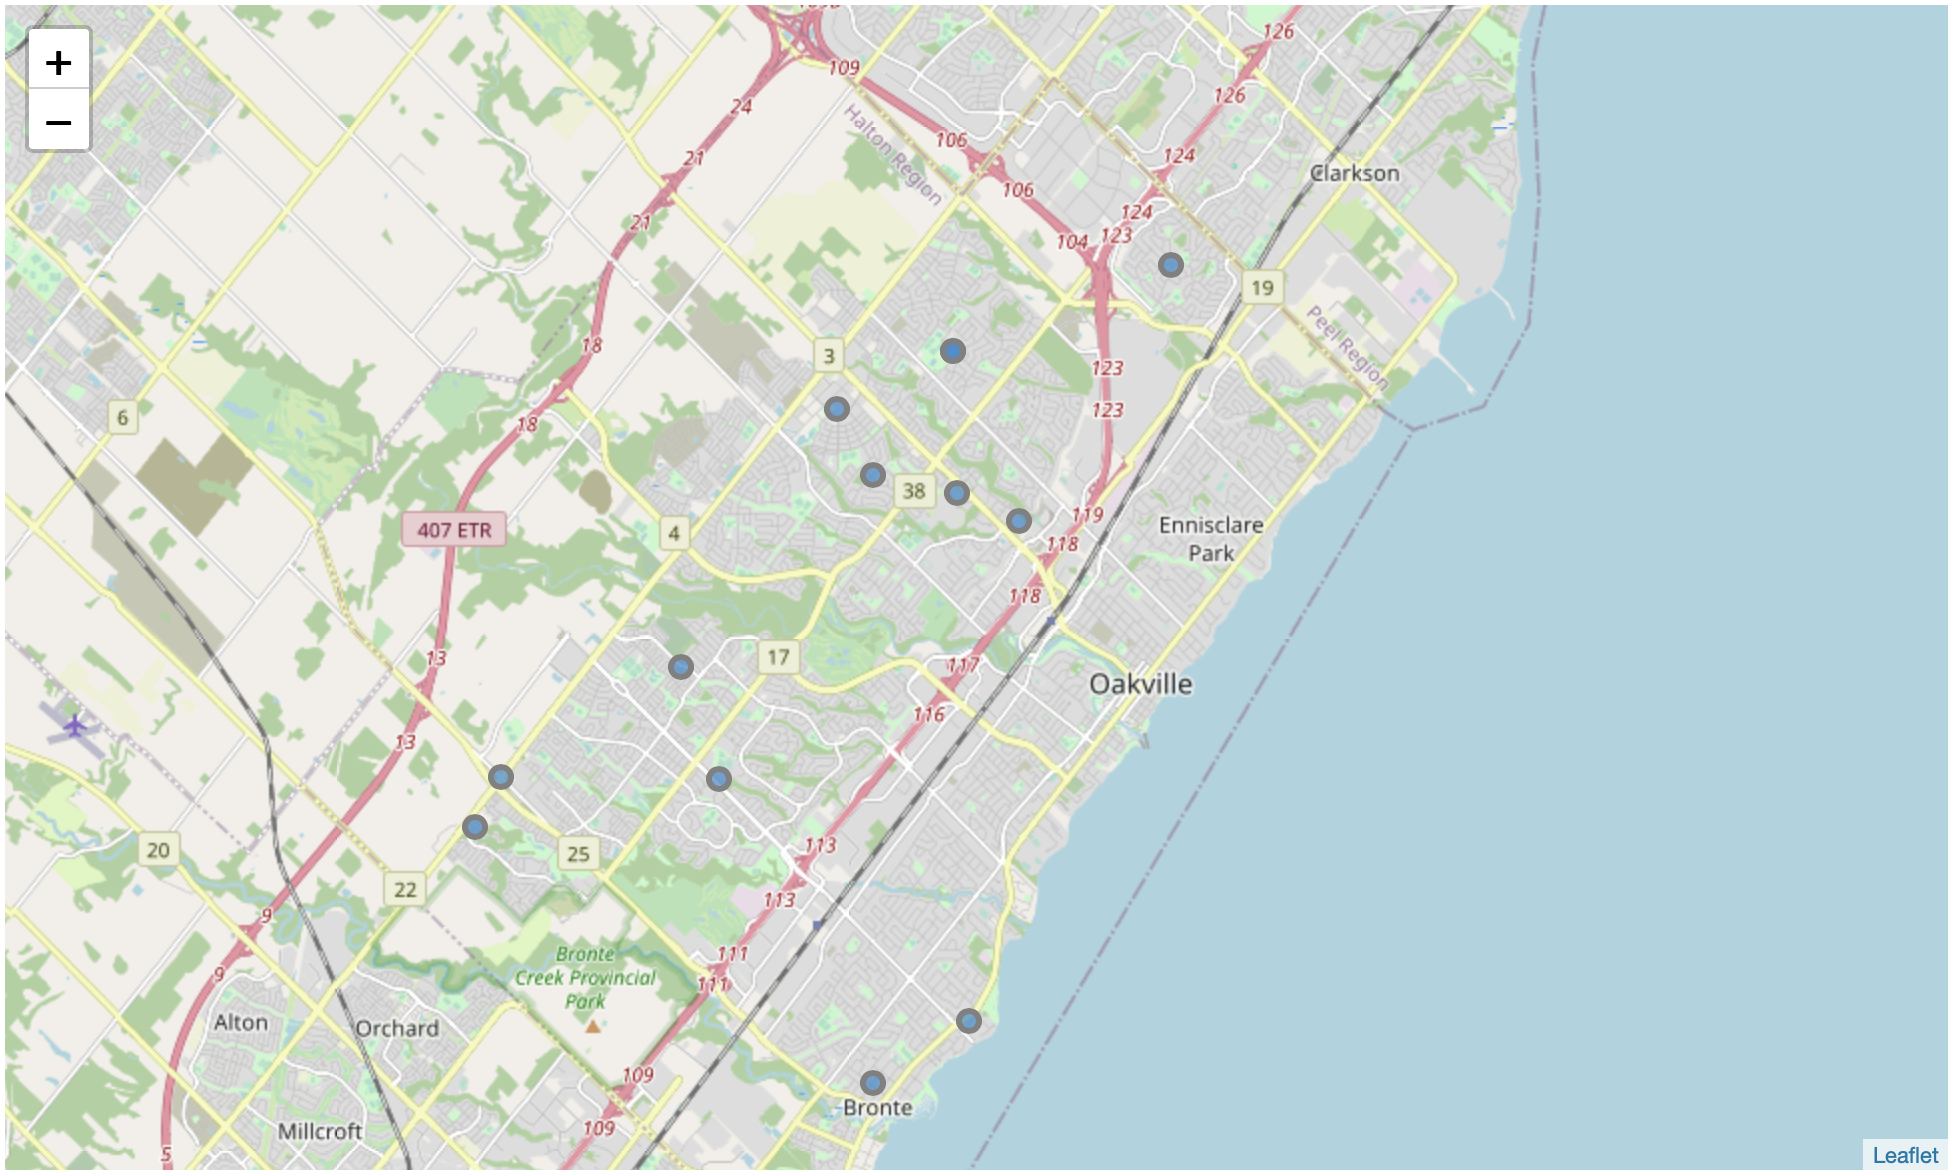 +
−
109
126
24
126
106
Halton Region
21
124
106
Clarkson
21
124
123
104
19
Peel Region
18
3
123
6
18
123
38
407 ETR
4
119
Ennisclare
Park
118
118
13
17
117
Oakville
116
13
20
25
113
22
113
9
Bronte
Creek Provincial
Park
111
9
111
Alton
Orchard
109
Bronte
109
Millcroft
5
Leaflet